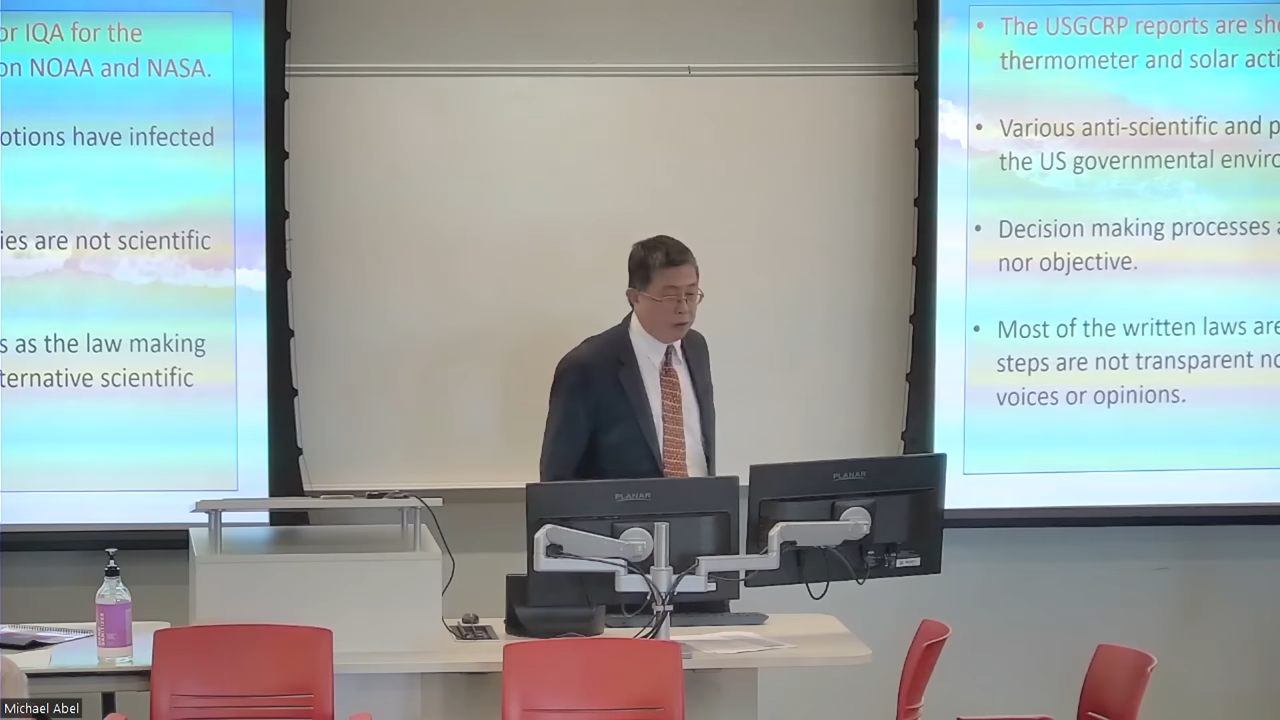 or IQA for the
on NOAA and NASA.
otions have infected
ies are not scientific
s as the law making
ternative scientific
• The USGCRP reports are sh
thermometer and solar acti
• Various anti-scientific and p
the US governmental enviro
• Decision making processes a
nor objective.
• Most of the written laws are
steps are not transparent no
voices or opinions.
PLANAR
PLANAR
Michael Abel